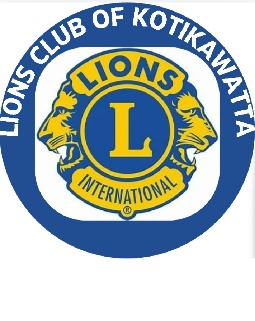 LIONS CLUB OF KOTIKAWATTA
LIONS
L
INTERNATIONAL
®